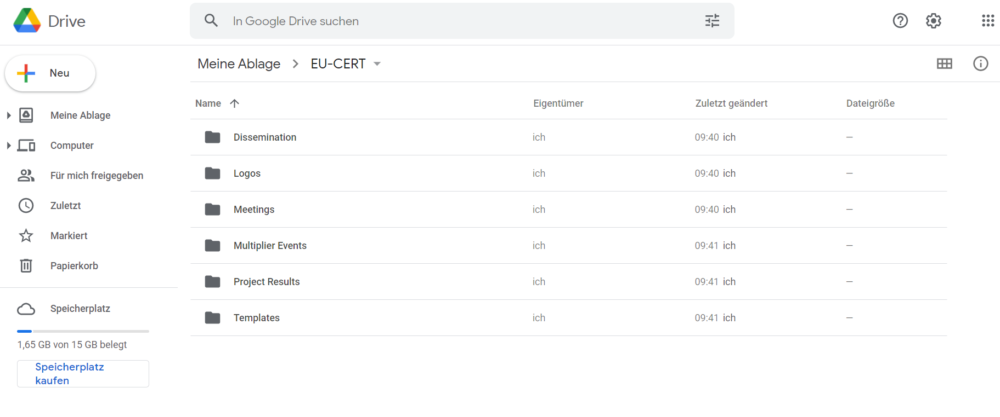 Drive
In Google Drive suchen
Neu
Meine Ablage
Computer
Für mich freigegeben
Zuletzt
Markiert
Papierkorb
Speicherplatz
1,65 GB von 15 GB belegt
Speicherplatz
kaufen
Meine Ablage > EU-CERT
Name Eigentümer Zuletzt geändert Dateigröße
Dissemination ich 09:40 ich –
Logos ich 09:40 ich –
Meetings ich 09:40 ich –
Multiplier Events ich 09:41 ich –
Project Results ich 09:41 ich –
Templates ich 09:41 ich –